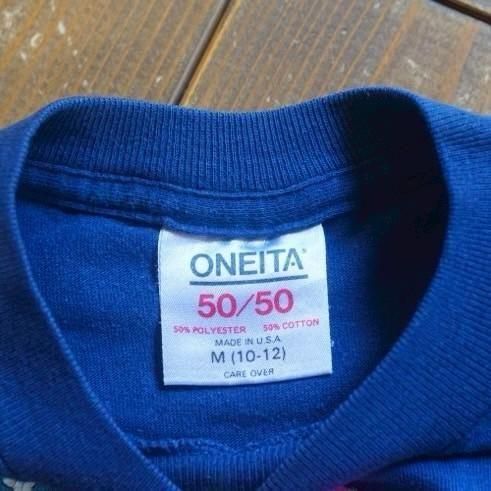 ONEITA®
50/50
50% POLYESTER 50% COTTON
MADE IN U.S.A
M (10-12)
CARE OVER